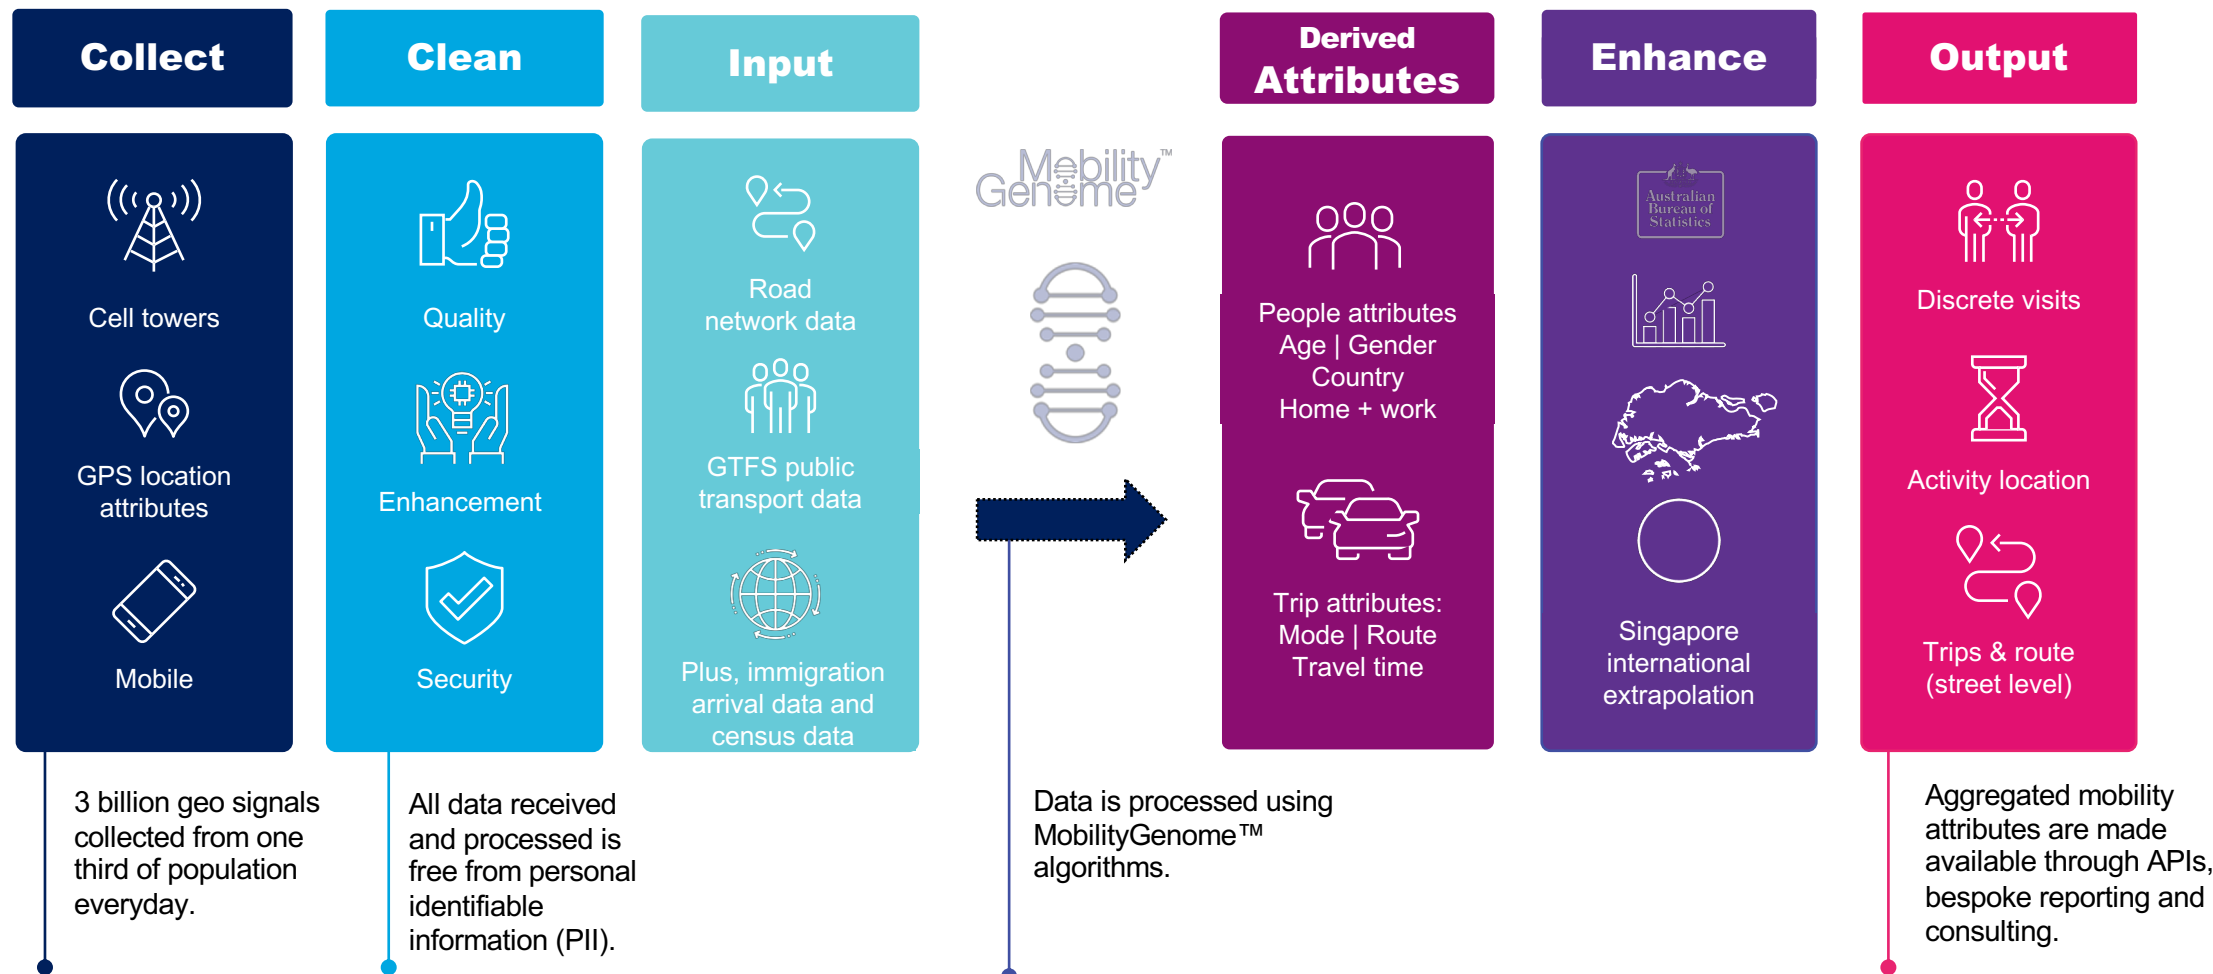 Collect
Clean
Input
Derived
Attributes
Enhance
Output
Cell towers
GPS location
attributes
Mobile
Quality
Enhancement
Security
Road
network data
GTFS public
transport data
Plus, immigration
arrival data and
census data
Mobility™
Genome
People attributes
Age | Gender
Country
Home + work
Trip attributes:
Mode | Route
Travel time
Australian
Bureau of
Statistics
Singapore
international
extrapolation
Discrete visits
Activity location
Trips & route
(street level)
3 billion geo signals
collected from one
third of population
everyday.
All data received
and processed is
free from personal
identifiable
information (PII).
Data is processed using
MobilityGenome™
algorithms.
Aggregated mobility
attributes are made
available through APIs,
bespoke reporting and
consulting.